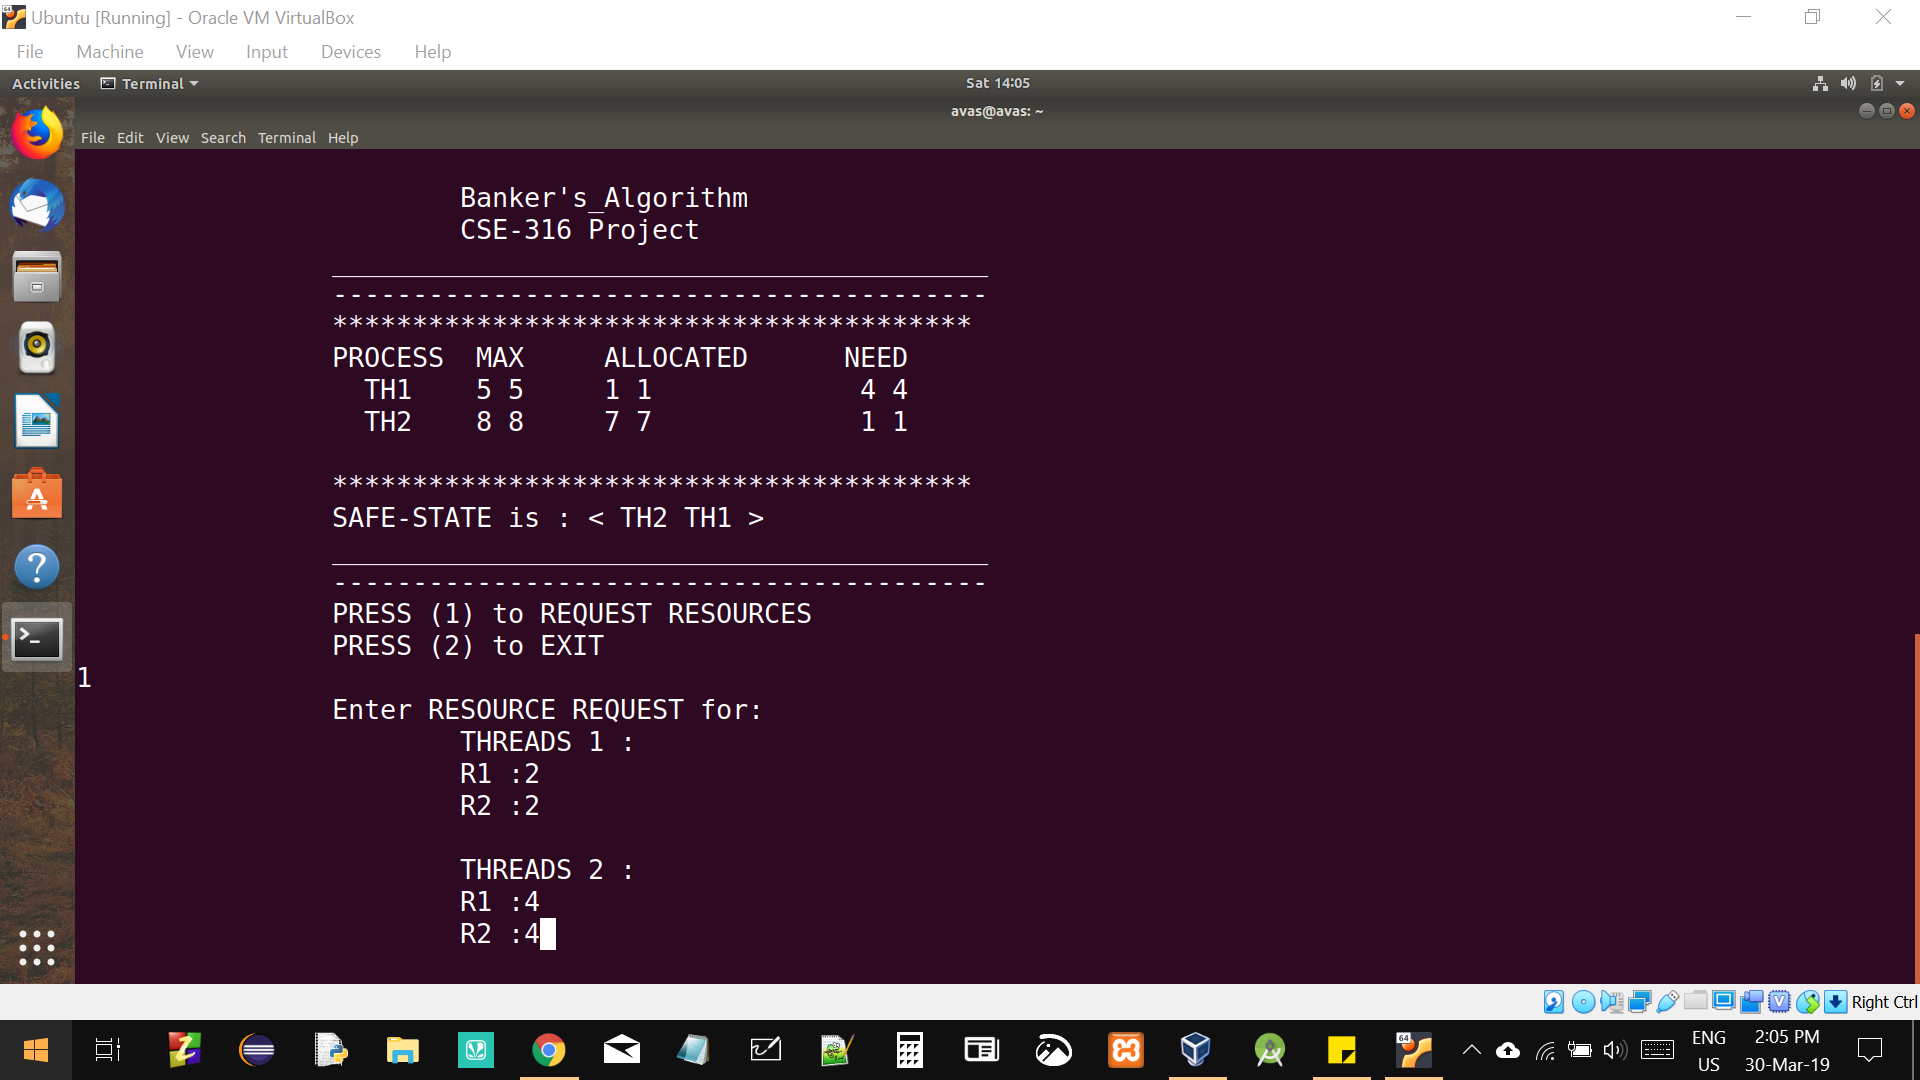 Ubuntu [Running] - Oracle VM VirtualBox
File Machine View Input Devices Help
Activities Terminal Sat 14:05
avas@avas: ~
File Edit View Search Terminal Help
Banker's_Algorithm
CSE-316 Project
_________________________________________
-----------------------------------------
****************************************
PROCESS MAX ALLOCATED NEED
TH1 5 5 1 1 4 4
TH2 8 8 7 7 1 1
****************************************
SAFE-STATE is : < TH2 TH1 >
_________________________________________
-----------------------------------------
PRESS (1) to REQUEST RESOURCES
PRESS (2) to EXIT
1
Enter RESOURCE REQUEST for:
THREADS 1 :
R1 :2
R2 :2
THREADS 2 :
R1 :4
R2 :4
Right Ctrl
ENG 2:05 PM
US 30-Mar-19